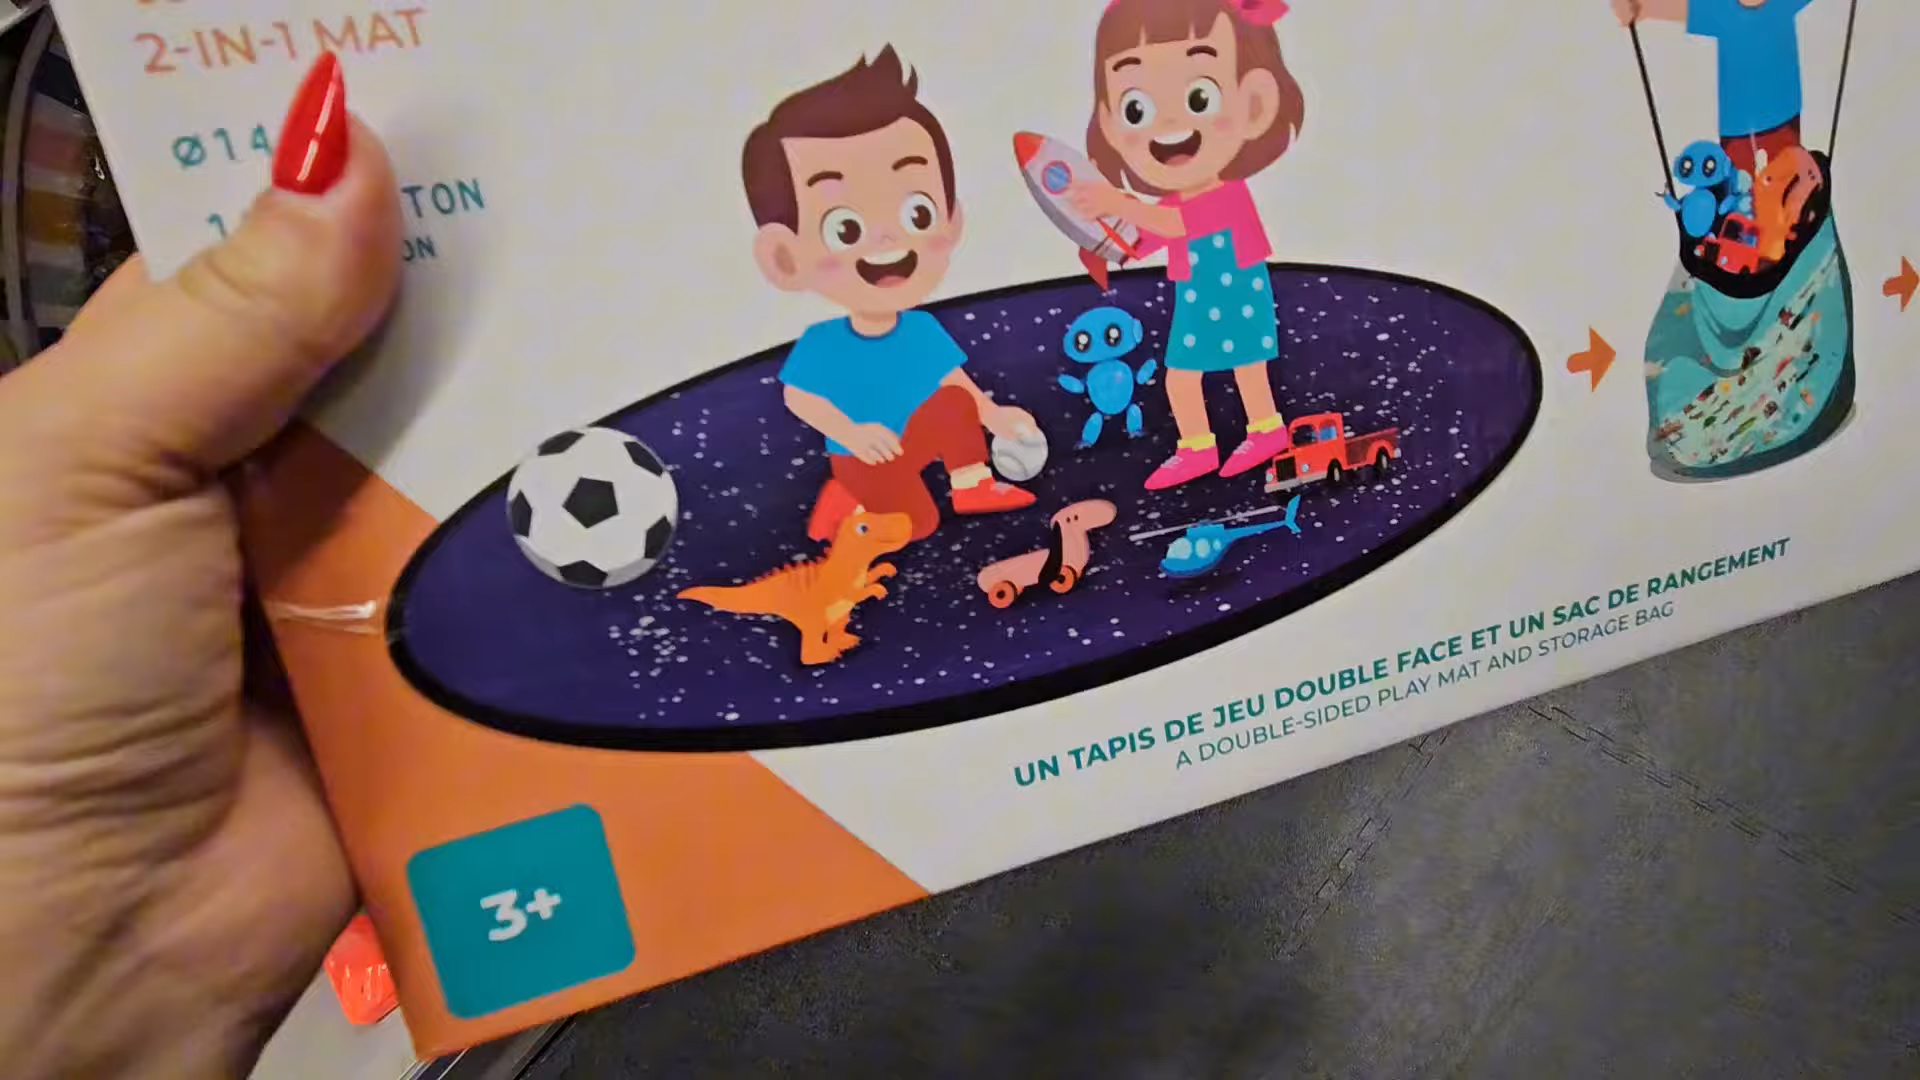 2-IN-1 MAT
Ø14
UN TAPIS DE JEU DOUBLE FACE ET UN SAC DE RANGEMENT
A DOUBLE-SIDED PLAY MAT AND STORAGE BAG
3+